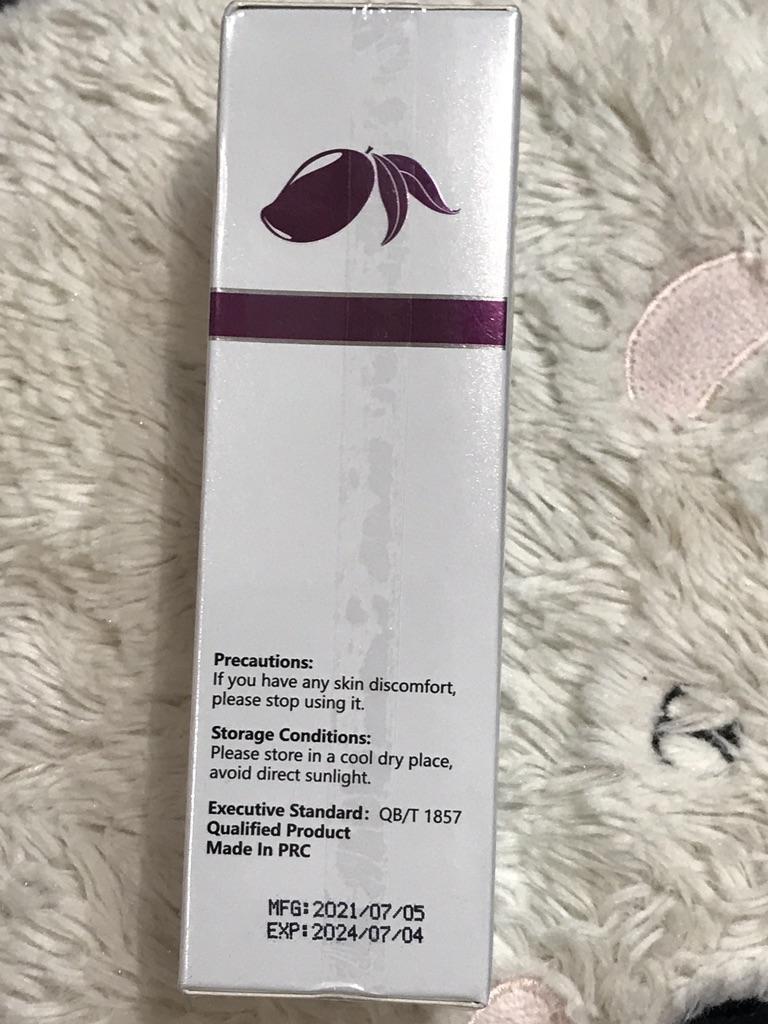 Precautions:
If you have any skin discomfort,
please stop using it.
Storage Conditions:
Please store in a cool dry place,
avoid direct sunlight.
Executive Standard: QB/T 1857
Qualified Product
Made In PRC
MFG:2021/07/05
EXP:2024/07/04